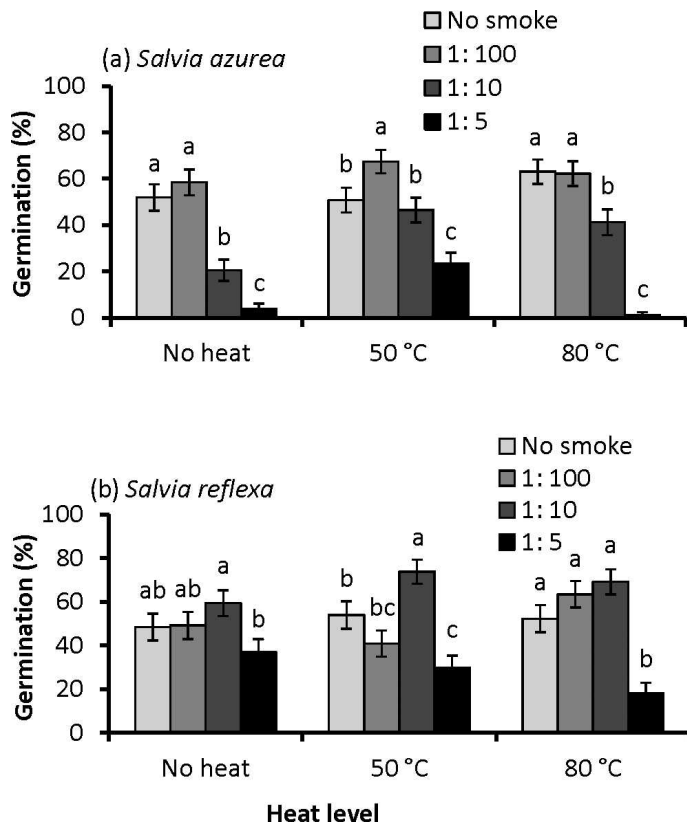 No smoke
1: 100
1: 10
1: 5
(a) Salvia azurea
Germination (%)
100
80
60
40
20
0
a a b c
b a b c
a a b c
No heat 50 °C 80 °C
No smoke
1: 100
1: 10
1: 5
(b) Salvia reflexa
Germination (%)
100
80
60
40
20
0
ab ab a b
b bc a c
a a a b
No heat 50 °C 80 °C
Heat level